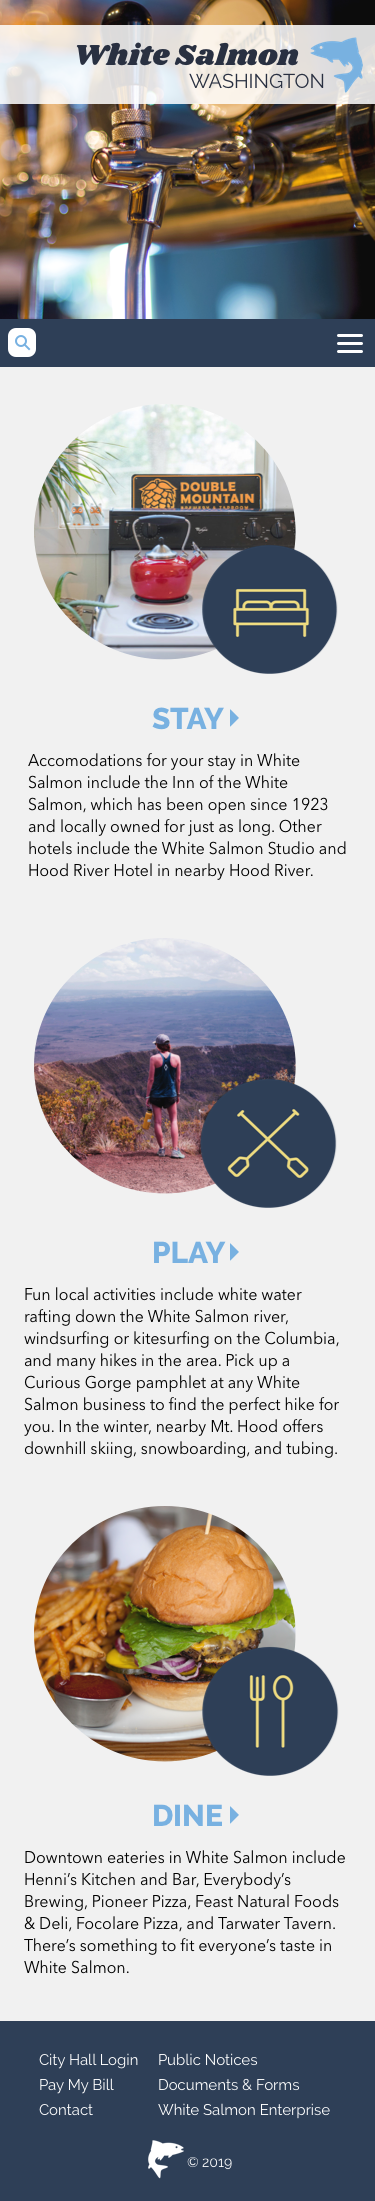 White Salmon
WASHINGTON
DOUBLE
MOUNTAIN
BREWERY & TAPROOM
STAY
Accomodations for your stay in White
Salmon include the Inn of the White
Salmon, which has been open since 1923
and locally owned for just as long. Other
hotels include the White Salmon Studio and
Hood River Hotel in nearby Hood River.
PLAY
Fun local activities include white water
rafting down the White Salmon river,
windsurfing or kitesurfing on the Columbia,
and many hikes in the area. Pick up a
Curious Gorge pamphlet at any White
Salmon business to find the perfect hike for
you. In the winter, nearby Mt. Hood offers
downhill skiing, snowboarding, and tubing.
DINE
Downtown eateries in White Salmon include
Henni's Kitchen and Bar, Everybody's
Brewing, Pioneer Pizza, Feast Natural Foods
& Deli, Focolare Pizza, and Tarwater Tavern.
There's something to fit everyone's taste in
White Salmon.
City Hall Login Public Notices
Pay My Bill Documents & Forms
Contact White Salmon Enterprise
© 2019